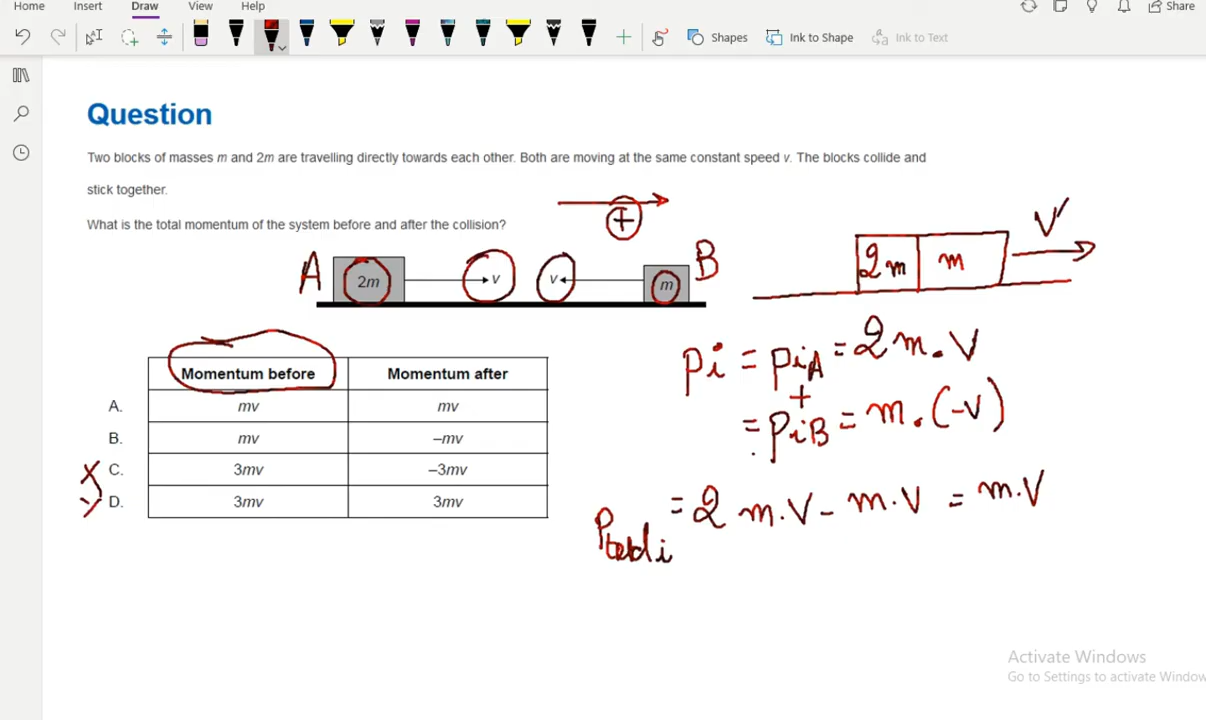 Home Insert Draw View Help Share
Shapes Ink to Shape Ink to Text
Question
Two blocks of masses m and 2m are travelling directly towards each other. Both are moving at the same constant speed v. The blocks collide and
stick together.
What is the total momentum of the system before and after the collision?
+
A 2m v v m B
2m m V'
Momentum before Momentum after
A. mv mv
B. mv –mv
X C. 3mv –3mv
D. 3mv 3mv
Pi = PiA = 2m . V
+
= PiB = m . (-v)
Ptotal i = 2 m.V - m.V = m.V
Activate Windows
Go to Settings to activate Window